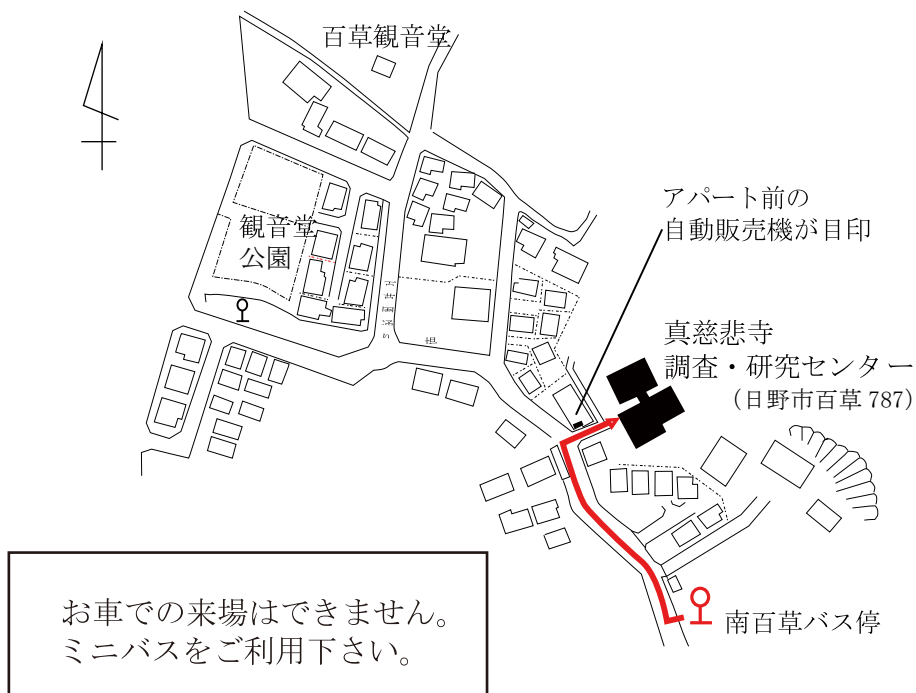 百草観音堂
アパート前の
自動販売機が目印
観音堂
公園
真慈悲寺
調査・研究センター
（日野市百草 787）
南百草バス停
お車での来場はできません。
ミニバスをご利用下さい。